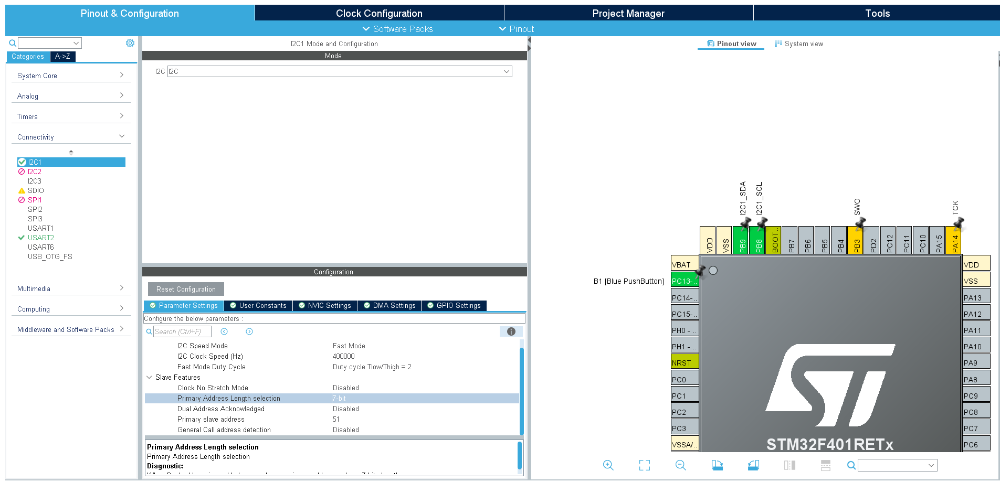 Pinout & Configuration
Clock Configuration
Project Manager
Tools
Software Packs
Pinout
Categories
A->Z
System Core
Analog
Timers
Connectivity
I2C1
I2C2
I2C3
SDIO
SPI1
SPI2
SPI3
USART1
USART2
USART6
USB_OTG_FS
Multimedia
Computing
Middleware and Software Packs
I2C1 Mode and Configuration
Mode
I2C I2C
Configuration
Reset Configuration
Parameter Settings
User Constants
NVIC Settings
DMA Settings
GPIO Settings
Configure the below parameters :
Search (Ctrl+F)
I2C Speed Mode Fast Mode
I2C Clock Speed (Hz) 400000
Fast Mode Duty Cycle Duty cycle Tlow/Thigh = 2
Slave Features
Clock No Stretch Mode Disabled
Primary Address Length selection 7-bit
Dual Address Acknowledged Disabled
Primary slave address 51
General Call address detection Disabled
Primary Address Length selection
Primary Address Length selection
Diagnostic:
Pinout view
System view
I2C1_SDA
I2C1_SCL
SWO
TCK
VDD
VSS
PB9
PB8
BOOT..
PB7
PB6
PB5
PB4
PB3
PD2
PC12
PC11
PC10
PA15
PA14
B1 [Blue PushButton]
VBAT
PC13-..
PC14-..
PC15-..
PH0 - ..
PH1 - ..
NRST
PC0
PC1
PC2
PC3
VSSA/..
VDD
VSS
PA13
PA12
PA11
PA10
PA9
PA8
PC9
PC8
PC7
PC6
ST
STM32F401RETx